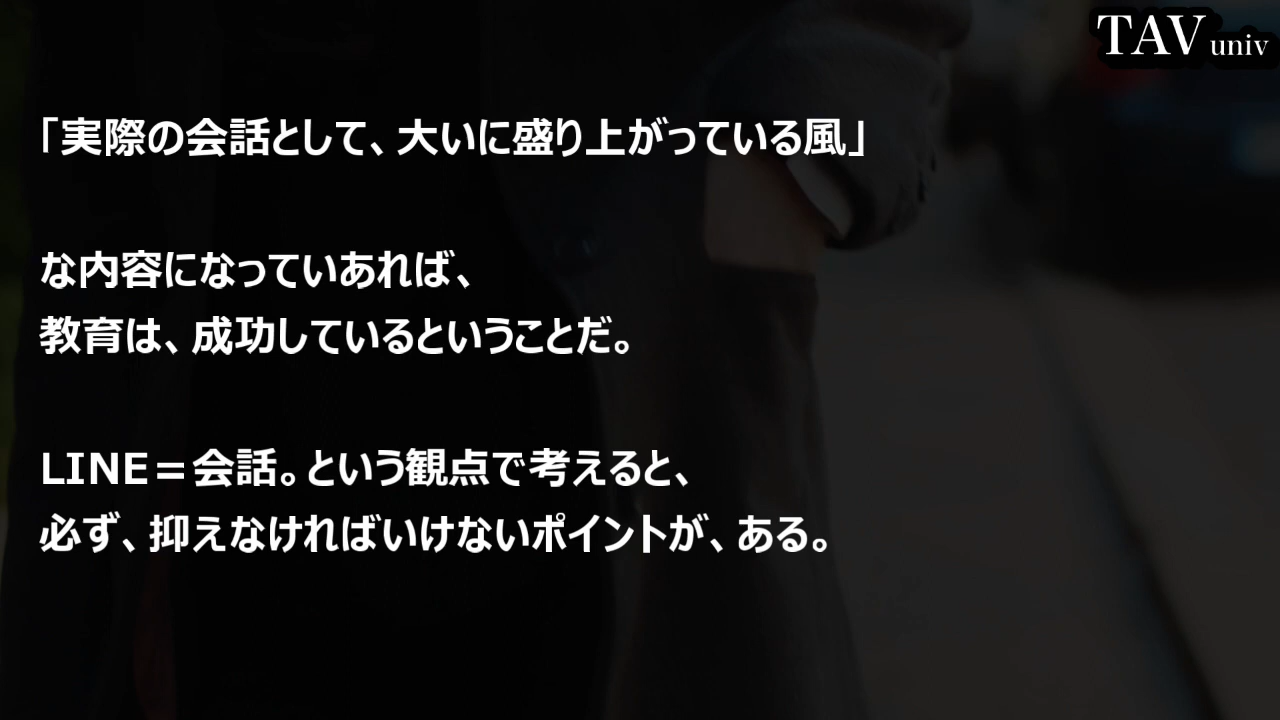 TAV univ
「実際の会話として、大いに盛り上がっている風」
な内容になっていあれば、
教育は、成功しているということだ。
LINE＝会話。という観点で考えると、
必ず、抑えなければいけないポイントが、ある。